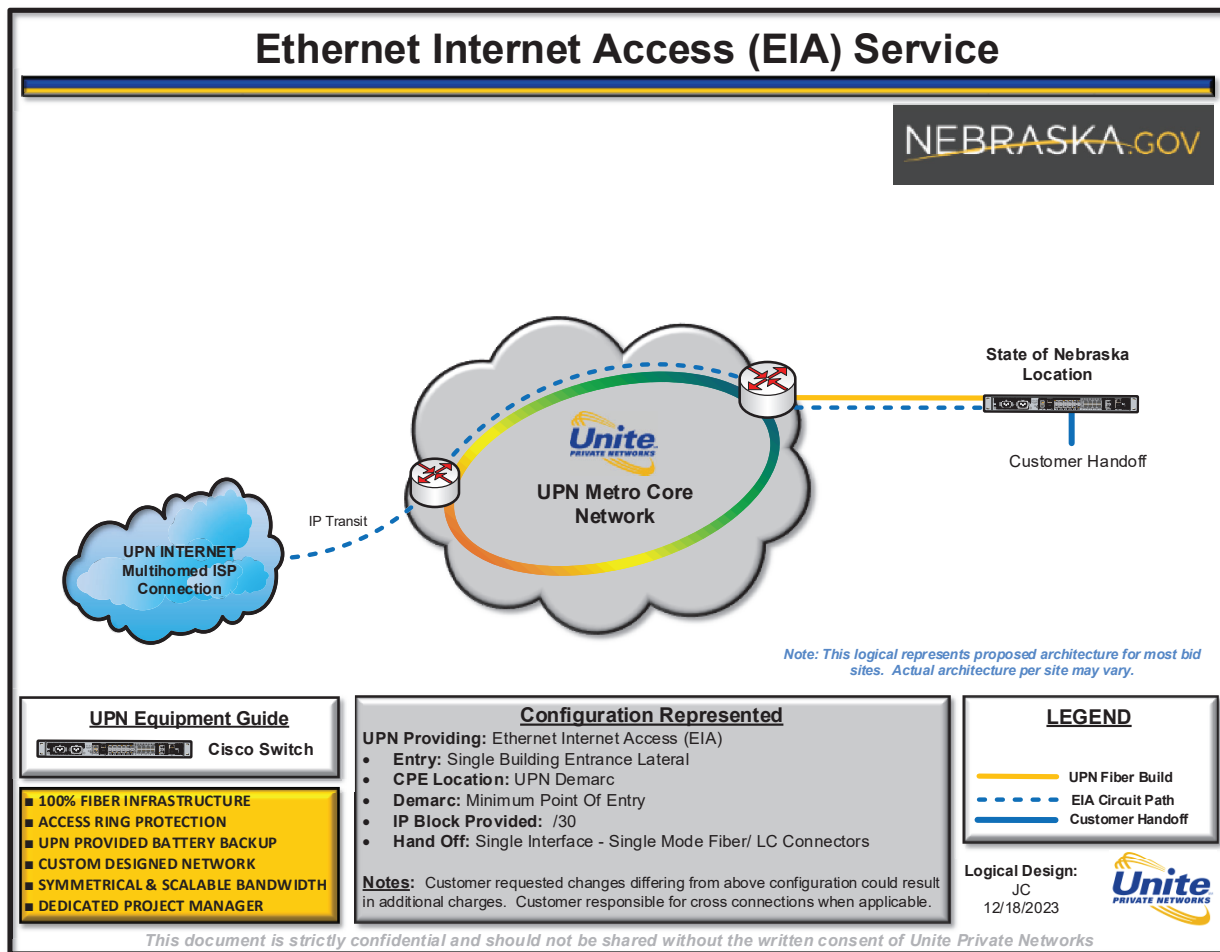 Ethernet Internet Access (EIA) Service
NEBRASKA.GOV
State of Nebraska
Location
Customer Handoff
Unite
PRIVATE NETWORKS
UPN Metro Core
Network
IP Transit
UPN INTERNET
Multihomed ISP
Connection
Note: This logical represents proposed architecture for most bid
sites. Actual architecture per site may vary.
UPN Equipment Guide
Cisco Switch
■ 100% FIBER INFRASTRUCTURE
■ ACCESS RING PROTECTION
■ UPN PROVIDED BATTERY BACKUP
■ CUSTOM DESIGNED NETWORK
■ SYMMETRICAL & SCALABLE BANDWIDTH
■ DEDICATED PROJECT MANAGER
Configuration Represented
UPN Providing: Ethernet Internet Access (EIA)
• Entry: Single Building Entrance Lateral
• CPE Location: UPN Demarc
• Demarc: Minimum Point Of Entry
• IP Block Provided: /30
• Hand Off: Single Interface - Single Mode Fiber/ LC Connectors
Notes: Customer requested changes differing from above configuration could result
in additional charges. Customer responsible for cross connections when applicable.
LEGEND
UPN Fiber Build
EIA Circuit Path
Customer Handoff
Logical Design:
JC
12/18/2023
Unite
PRIVATE NETWORKS
This document is strictly confidential and should not be shared without the written consent of Unite Private Networks